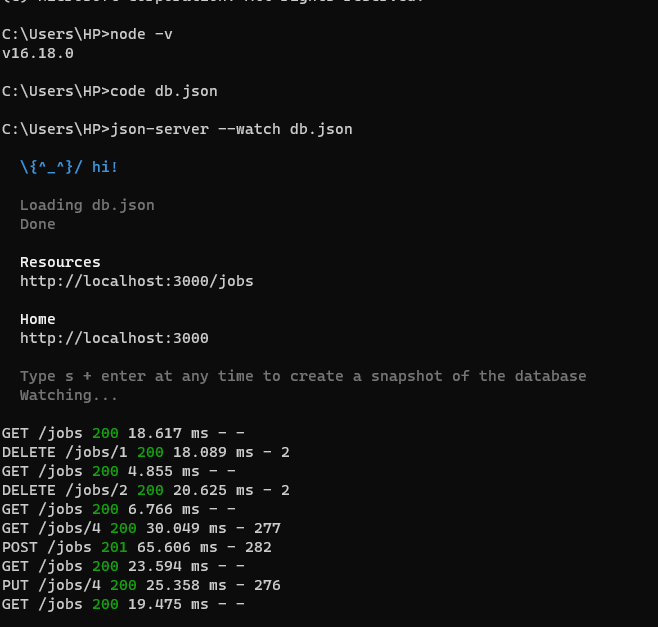 C:\Users\HP>node -v
v16.18.0
C:\Users\HP>code db.json
C:\Users\HP>json-server --watch db.json
\{^_^}/ hi!
Loading db.json
Done
Resources
http://localhost:3000/jobs
Home
http://localhost:3000
Type s + enter at any time to create a snapshot of the database
Watching...
GET /jobs 200 18.617 ms - -
DELETE /jobs/1 200 18.089 ms - 2
GET /jobs 200 4.855 ms - -
DELETE /jobs/2 200 20.625 ms - 2
GET /jobs 200 6.766 ms - -
GET /jobs/4 200 30.049 ms - 277
POST /jobs 201 65.606 ms - 282
GET /jobs 200 23.594 ms - -
PUT /jobs/4 200 25.358 ms - 276
GET /jobs 200 19.475 ms - -